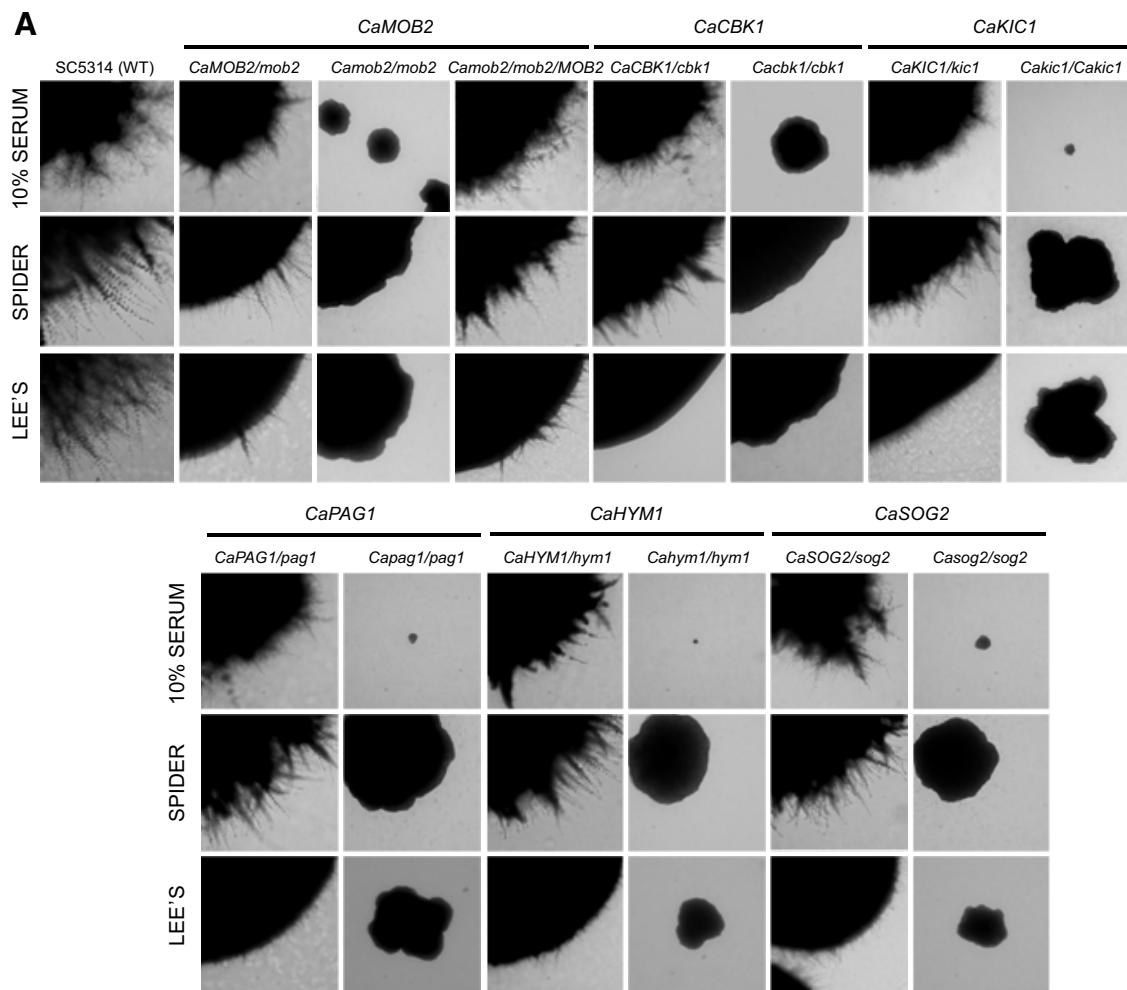 A
CaMOB2 CaCBK1 CaKIC1
SC5314 (WT) CaMOB2/mob2 Camob2/mob2 Camob2/mob2/MOB2 CaCBK1/cbk1 Cacbk1/cbk1 CaKIC1/kic1 Cakic1/Cakic1
10% SERUM
SPIDER
LEE'S
CaPAG1 CaHYM1 CaSOG2
CaPAG1/pag1 Capag1/pag1 CaHYM1/hym1 Cahym1/hym1 CaSOG2/sog2 Casog2/sog2
10% SERUM
SPIDER
LEE'S